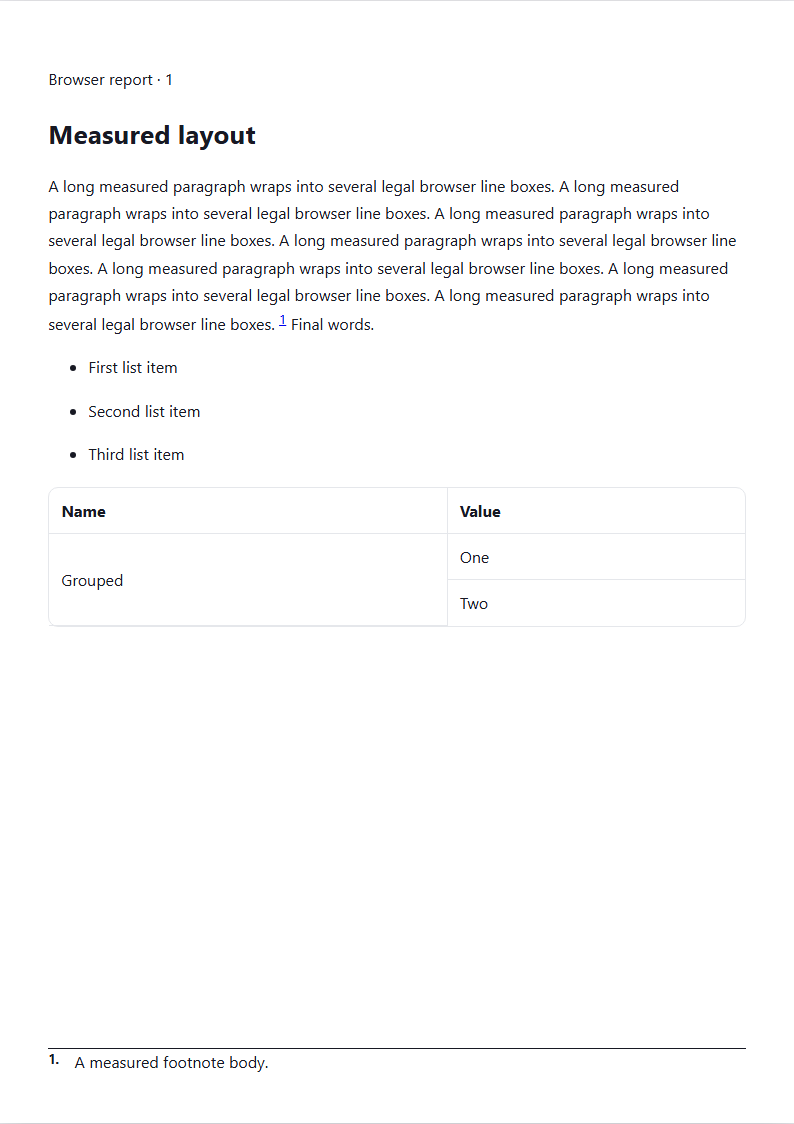 Browser report · 1
Measured layout
A long measured paragraph wraps into several legal browser line boxes. A long measured
paragraph wraps into several legal browser line boxes. A long measured paragraph wraps into
several legal browser line boxes. A long measured paragraph wraps into several legal browser line
boxes. A long measured paragraph wraps into several legal browser line boxes. A long measured
paragraph wraps into several legal browser line boxes. A long measured paragraph wraps into
several legal browser line boxes. 1 Final words.
• First list item
• Second list item
• Third list item
Name Value
Grouped
One
Two
1. A measured footnote body.